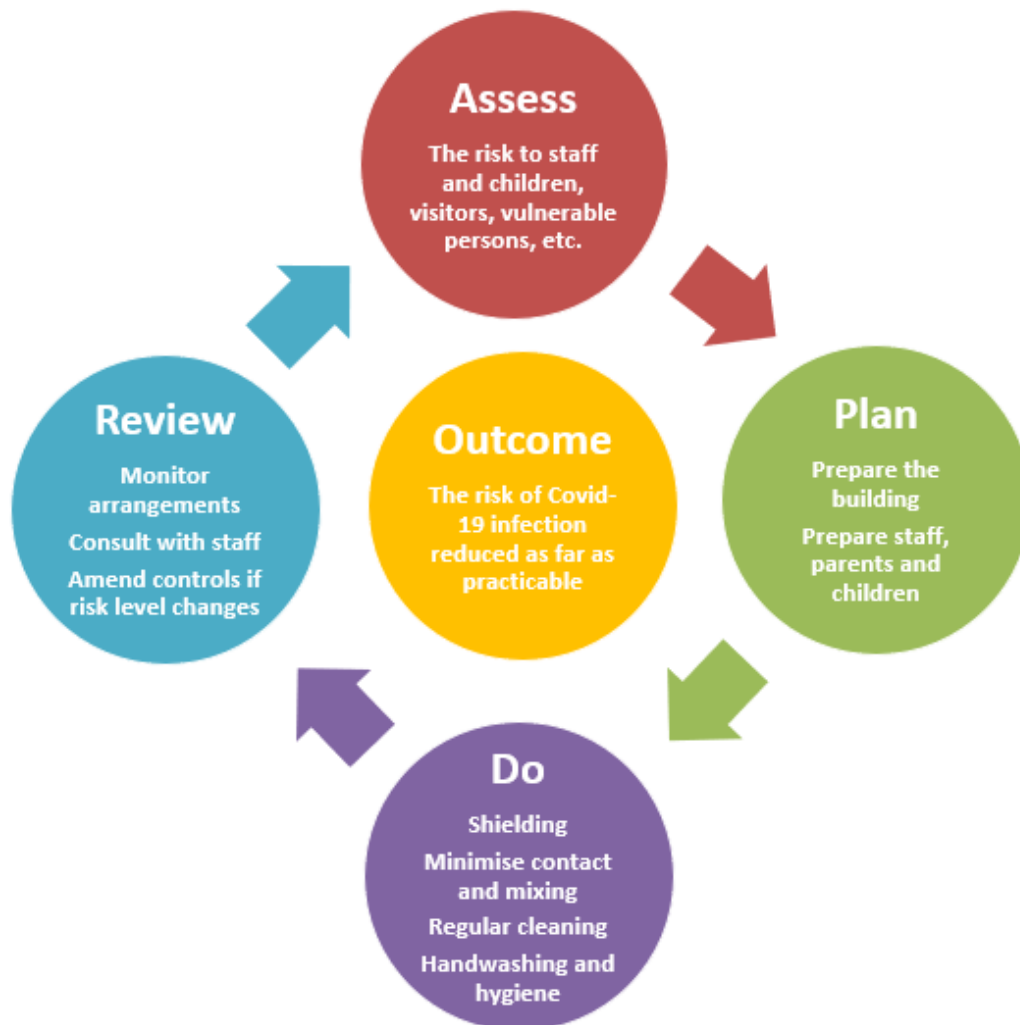 Assess
The risk to staff
and children,
visitors, vulnerable
persons, etc.
Plan
Prepare the
building
Prepare staff,
parents and
children
Do
Shielding
Minimise contact
and mixing
Regular cleaning
Handwashing and
hygiene
Review
Monitor
arrangements
Consult with staff
Amend controls if
risk level changes
Outcome
The risk of Covid-
19 infection
reduced as far as
practicable